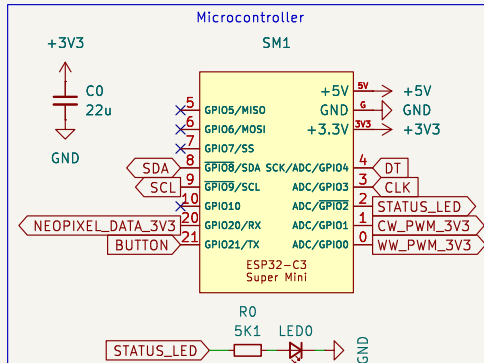 Microcontroller
SM1
+3V3
C0
22u
GND
5 GPIO5/MISO
6 GPIO6/MOSI
7 GPIO7/SS
SDA 8 GPIO8/SDA
SCL 9 GPIO9/SCL
10 GPIO10
NEOPIXEL_DATA_3V3 20 GPIO20/RX
BUTTON 21 GPIO21/TX
+5V 5V +5V
GND G GND
+3.3V 3V3 +3V3
SCK/ADC/GPIO4 4 DT
ADC/GPIO3 3 CLK
ADC/GPIO2 2 STATUS_LED
ADC/GPIO1 1 CW_PWM_3V3
ADC/GPIO0 0 WW_PWM_3V3
ESP32-C3
Super Mini
R0
5K1
LED0
STATUS_LED
GND